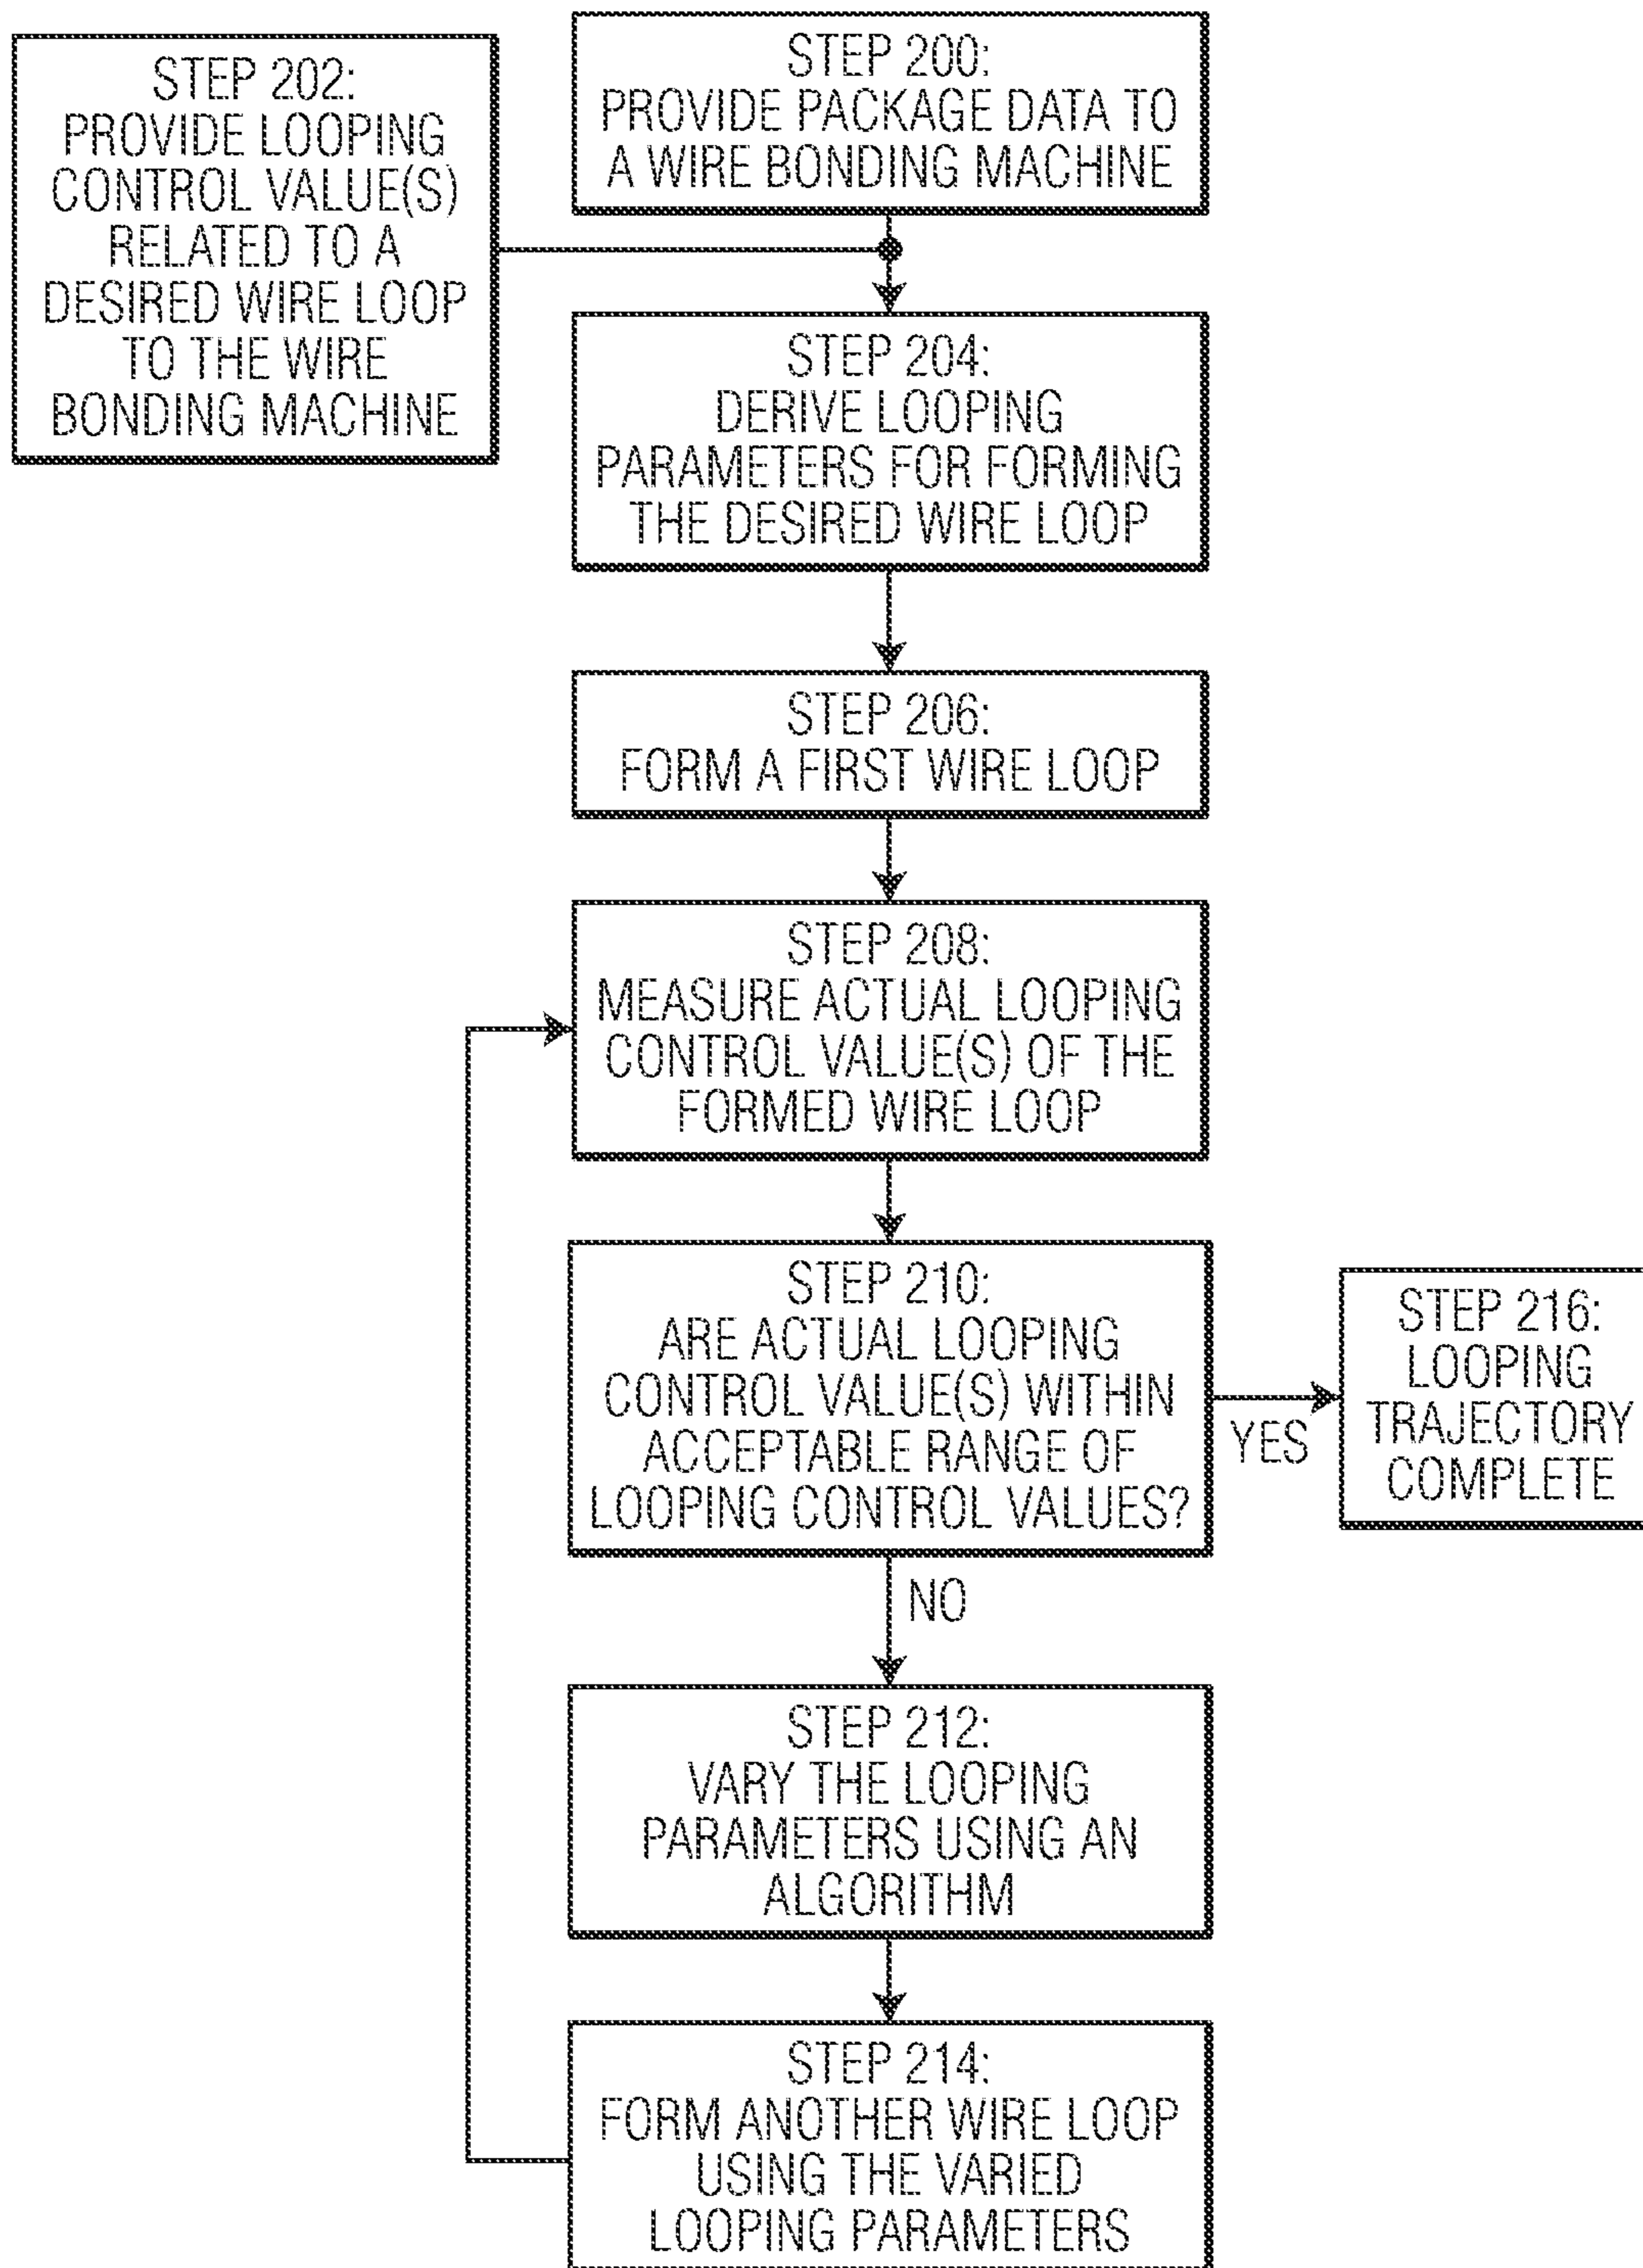 STEP 202:
PROVIDE LOOPING
CONTROL VALUE(S)
RELATED TO A
DESIRED WIRE LOOP
TO THE WIRE
BONDING MACHINE
STEP 200:
PROVIDE PACKAGE DATA TO
A WIRE BONDING MACHINE
STEP 204:
DERIVE LOOPING
PARAMETERS FOR FORMING
THE DESIRED WIRE LOOP
STEP 206:
FORM A FIRST WIRE LOOP
STEP 208:
MEASURE ACTUAL LOOPING
CONTROL VALUE(S) OF THE
FORMED WIRE LOOP
STEP 210:
ARE ACTUAL LOOPING
CONTROL VALUE(S) WITHIN
ACCEPTABLE RANGE OF
LOOPING CONTROL VALUES?
YES
STEP 216:
LOOPING
TRAJECTORY
COMPLETE
NO
STEP 212:
VARY THE LOOPING
PARAMETERS USING AN
ALGORITHM
STEP 214:
FORM ANOTHER WIRE LOOP
USING THE VARIED
LOOPING PARAMETERS